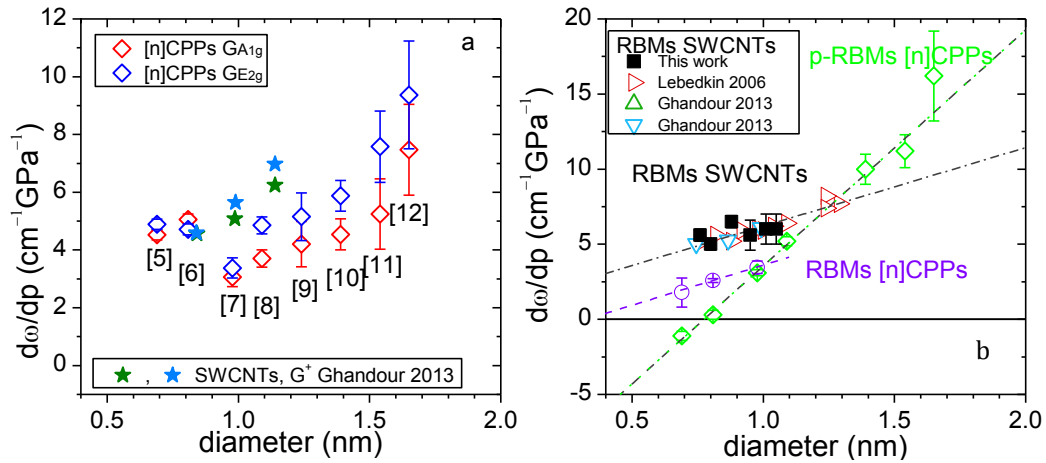 a
[n]CPPs GA1g
[n]CPPs GE2g
12
10
8
6
4
2
0
dω/dp (cm⁻¹GPa⁻¹)
[5]
[6]
[7]
[8]
[9]
[10]
[11]
[12]
, SWCNTs, G⁺ Ghandour 2013
0.5 1.0 1.5 2.0
diameter (nm)
RBMs SWCNTs
This work
Lebedkin 2006
Ghandour 2013
Ghandour 2013
p-RBMs [n]CPPs
RBMs SWCNTs
RBMs [n]CPPs
b
20
15
10
5
0
-5
dω/dp (cm⁻¹GPa⁻¹)
0.5 1.0 1.5 2.0
diameter (nm)